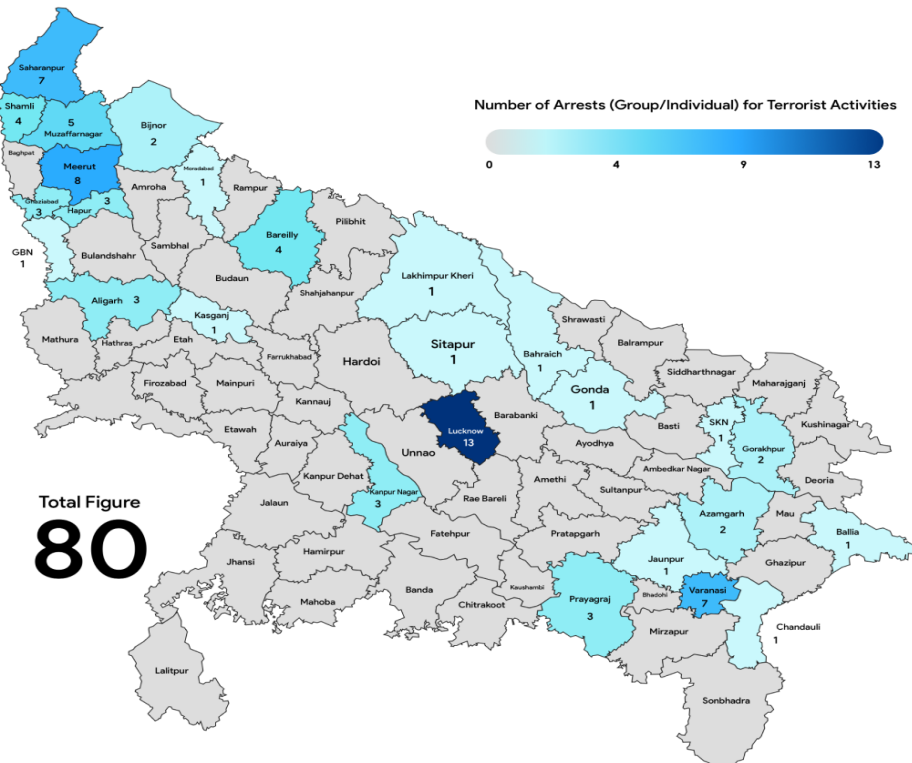 Number of Arrests (Group/Individual) for Terrorist Activities
0 4 9 13
Saharanpur
7
Shamli
4
5
Muzaffarnagar
Bijnor
2
Baghpat
Meerut
8
Moradabad
1
Amroha
Rampur
Ghaziabad
3
3
Hapur
Bareilly
4
Pilibhit
GBN
1
Bulandshahr
Sambhal
Budaun
Shahjahanpur
Lakhimpur Kheri
1
Aligarh 3
Kasganj
1
Mathura
Hathras
Etah
Farrukhabad
Hardoi
Sitapur
1
Bahraich
1
Shrawasti
Balrampur
Siddharthnagar
Maharajganj
Firozabad
Mainpuri
Kannauj
Gonda
1
Etawah
Auraiya
Lucknow
13
Barabanki
Unnao
Ayodhya
Basti
SKN
1
Gorakhpur
2
Kushinagar
Deoria
Kanpur Dehat
Kanpur Nagar
3
Rae Bareli
Amethi
Sultanpur
Ambedkar Nagar
Total Figure
80
Jalaun
Fatehpur
Pratapgarh
Azamgarh
2
Mau
Ballia
1
Jaunpur
1
Ghazipur
Jhansi
Hamirpur
Mahoba
Banda
Chitrakoot
Kaushambi
Prayagraj
3
Bhadohi
Varanasi
7
Mirzapur
Chandauli
1
Lalitpur
Sonbhadra